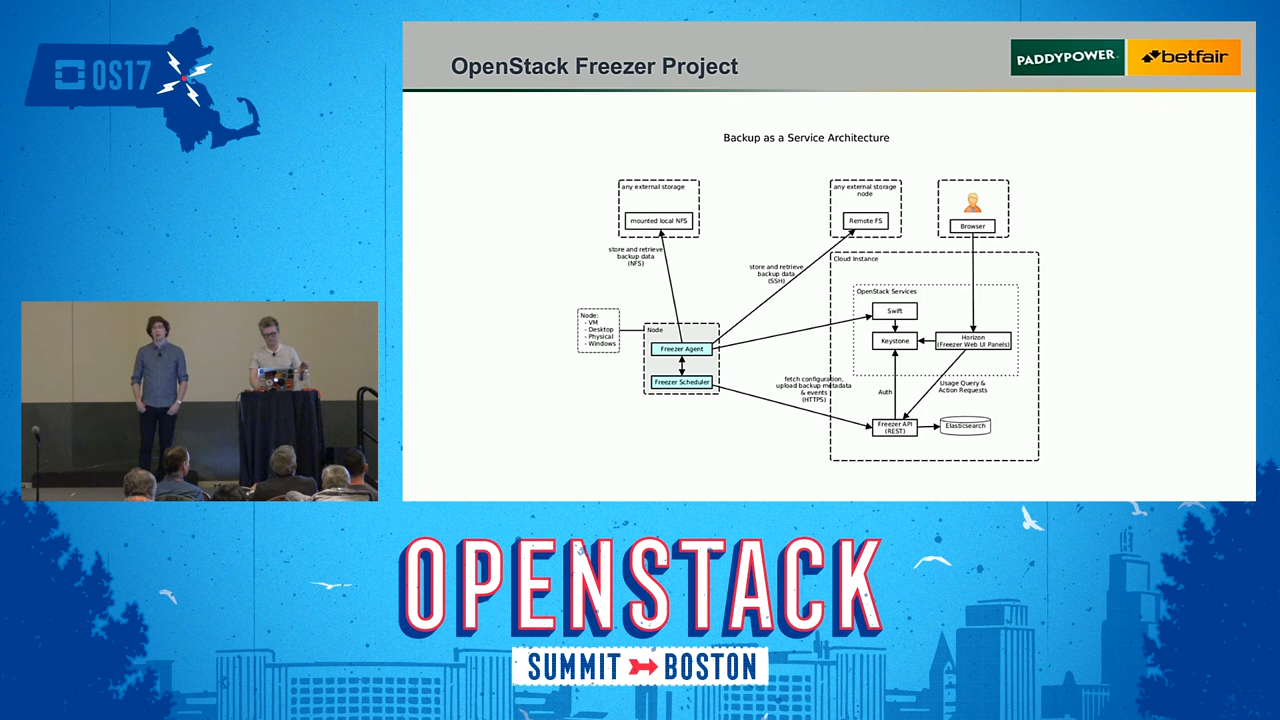 OS17
OpenStack Freezer Project
PADDYPOWER.
betfair
Backup as a Service Architecture
any external storage
mounted local NFS
any external storage
node
Remote FS
Browser
store and retrieve
backup data
(NFS)
store and retrieve
backup data
(SSH)
Cloud Instance
OpenStack Services
Swift
Keystone
Horizon
(Freezer Web UI Panels)
Node:
- VM
- Desktop
- Physical
- Windows
Node
Freezer Agent
Freezer Scheduler
fetch configuration,
upload backup metadata
& events
(HTTPS)
Auth
Usage Query &
Action Requests
Freezer API
(REST)
Elasticsearch
OPENSTACK
SUMMIT BOSTON